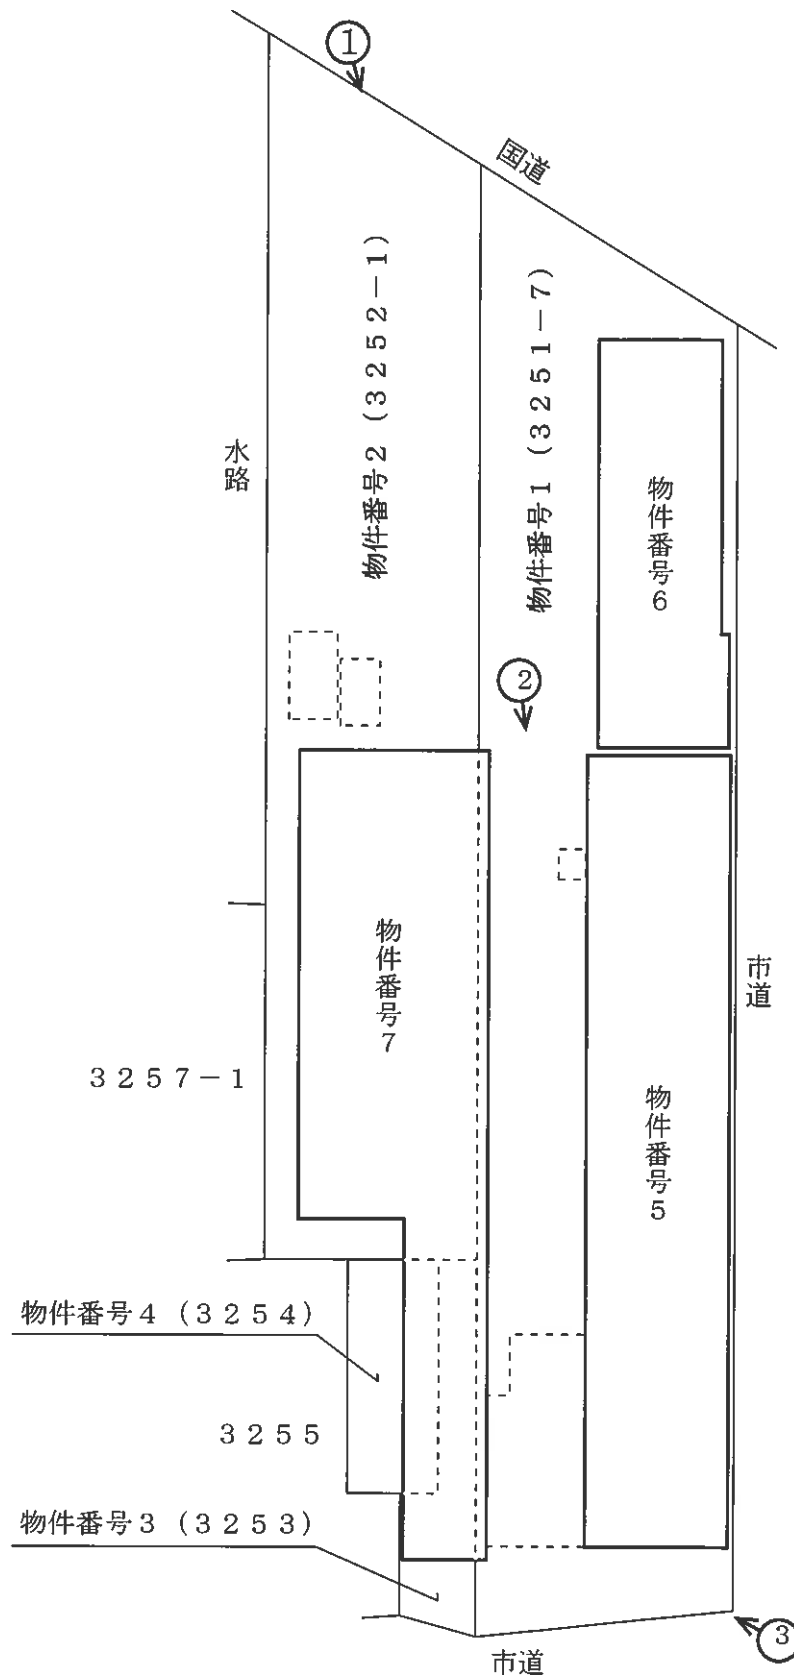 ①
国道
物件番号2（3252－1）
物件番号1（3251－7）
水路
物件番号6
②
物件番号7
市道
3257－1
物件番号5
物件番号4（3254）
3255
物件番号3（3253）
③
市道